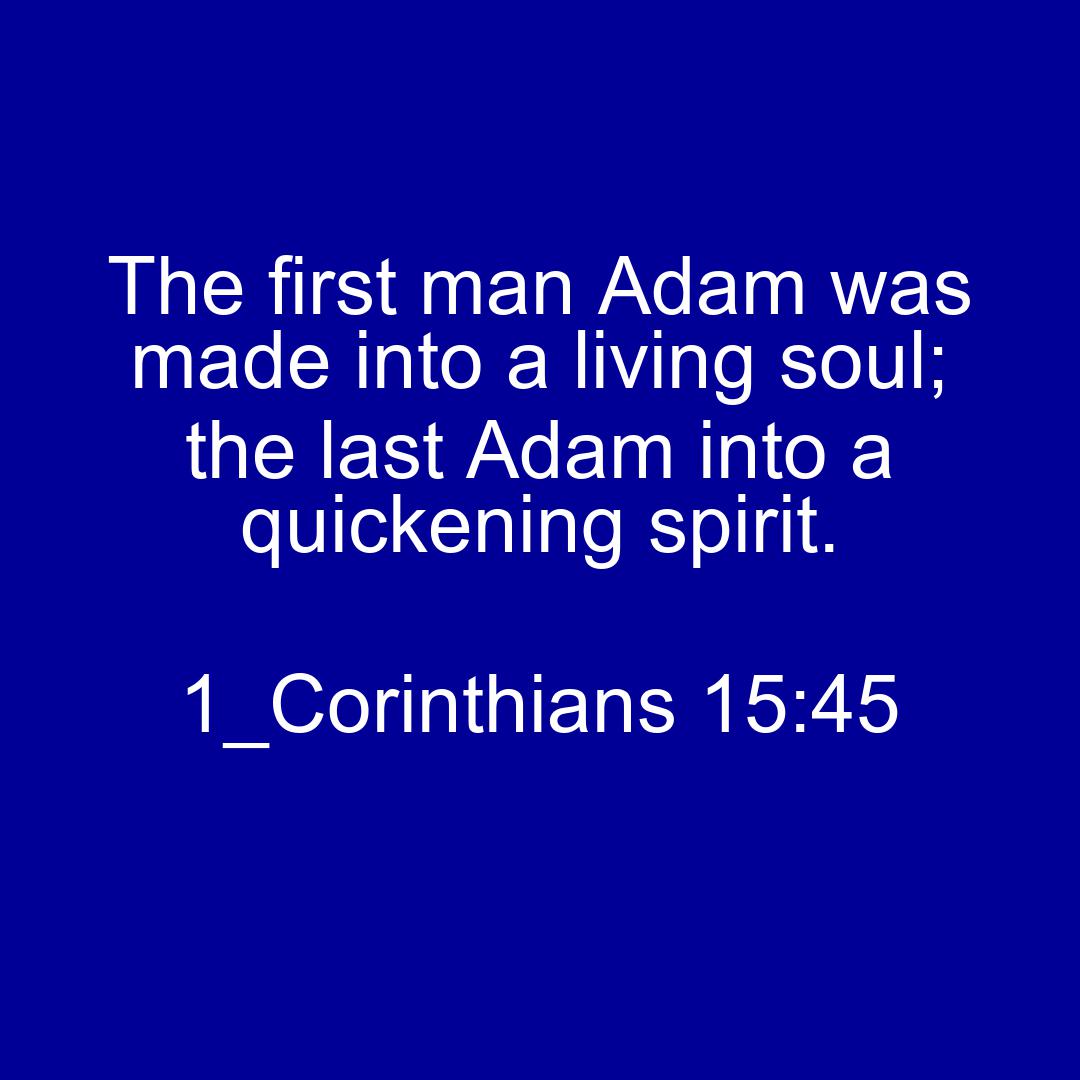 The first man Adam was
made into a living soul;
the last Adam into a
quickening spirit.
1_Corinthians 15:45